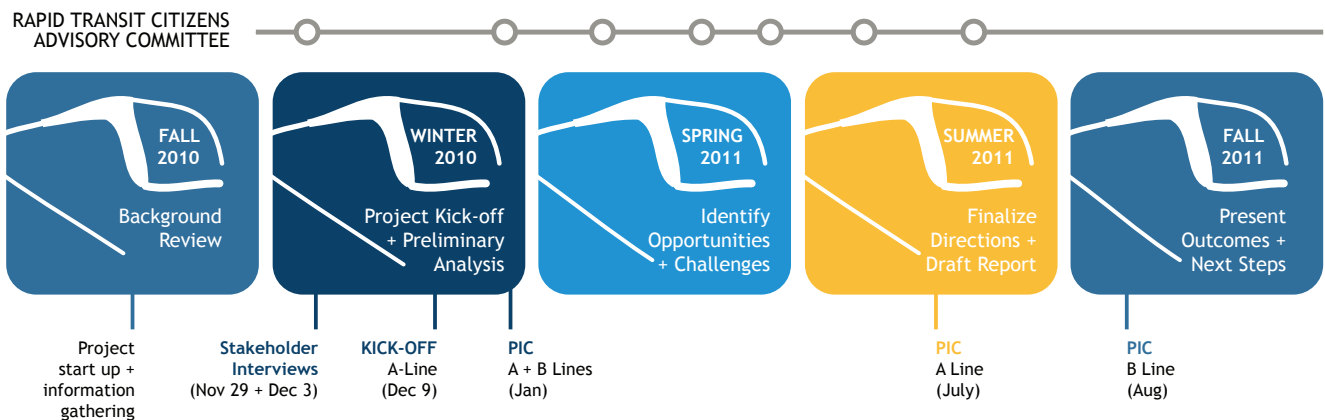 RAPID TRANSIT CITIZENS
ADVISORY COMMITTEE
FALL
2010
Background
Review
WINTER
2010
Project Kick-off
+ Preliminary
Analysis
SPRING
2011
Identify
Opportunities
+ Challenges
SUMMER
2011
Finalize
Directions +
Draft Report
FALL
2011
Present
Outcomes +
Next Steps
Project
start up +
information
gathering
Stakeholder
Interviews
(Nov 29 + Dec 3)
KICK-OFF
A-Line
(Dec 9)
PIC
A + B Lines
(Jan)
PIC
A Line
(July)
PIC
B Line
(Aug)